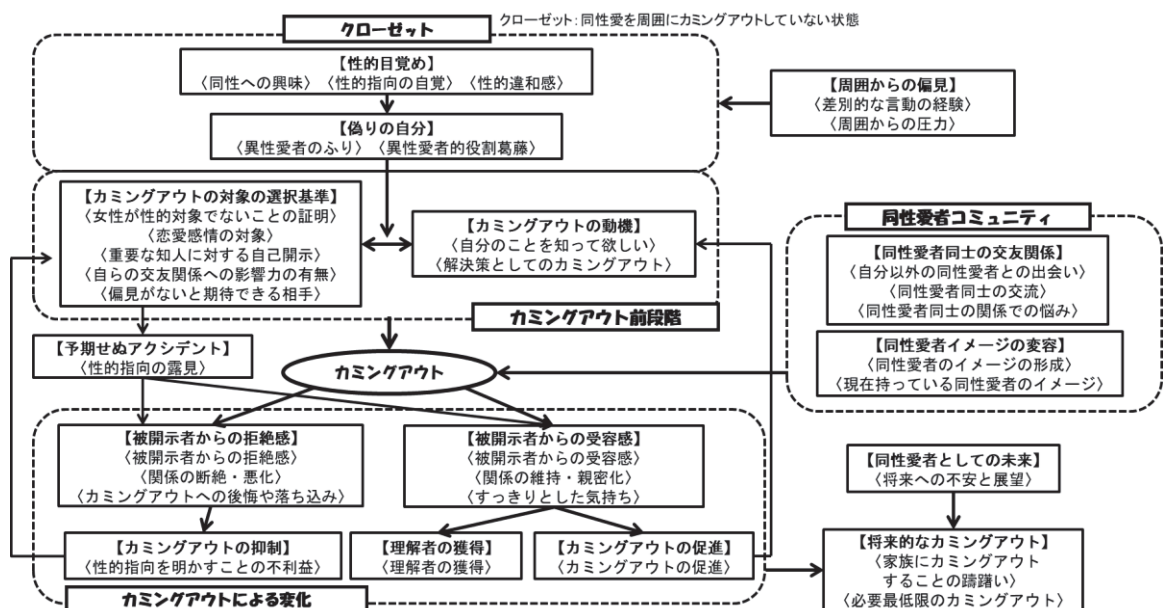 クローゼット：同性愛を周囲にカミングアウトしていない状態
クローゼット
【性的目覚め】
〈同性への興味〉〈性的指向の自覚〉〈性的違和感〉
【偽りの自分】
〈異性愛者のふり〉〈異性愛者的役割葛藤〉
【周囲からの偏見】
〈差別的な言動の経験〉
〈周囲からの圧力〉
【カミングアウトの対象の選択基準】
〈女性が性的対象でないことの証明〉
〈恋愛感情の対象〉
〈重要な知人に対する自己開示〉
〈自らの交友関係への影響力の有無〉
〈偏見がないと期待できる相手〉
【カミングアウトの動機】
〈自分のことを知って欲しい〉
〈解決策としてのカミングアウト〉
カミングアウト前段階
同性愛者コミュニティ
【同性愛者同士の交友関係】
〈自分以外の同性愛者との出会い〉
〈同性愛者同士の交流〉
〈同性愛者同士の関係での悩み〉
【同性愛者イメージの変容】
〈同性愛者のイメージの形成〉
〈現在持っている同性愛者のイメージ〉
【予期せぬアクシデント】
〈性的指向の露見〉
カミングアウト
【被開示者からの拒絶感】
〈被開示者からの拒絶感〉
〈関係の断絶・悪化〉
〈カミングアウトへの後悔や落ち込み〉
【被開示者からの受容感】
〈被開示者からの受容感〉
〈関係の維持・親密化〉
〈すっきりとした気持ち〉
【カミングアウトの抑制】
〈性的指向を明かすことの不利益〉
【理解者の獲得】
〈理解者の獲得〉
【カミングアウトの促進】
〈カミングアウトの促進〉
カミングアウトによる変化
【同性愛者としての未来】
〈将来への不安と展望〉
【将来的なカミングアウト】
〈家族にカミングアウト
することの躊躇い〉
〈必要最低限のカミングアウト〉